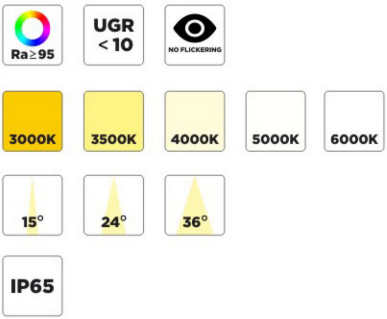 Ra≥95
UGR
<10
NO FLICKERING
3000K
3500K
4000K
5000K
6000K
15°
24°
36°
IP65